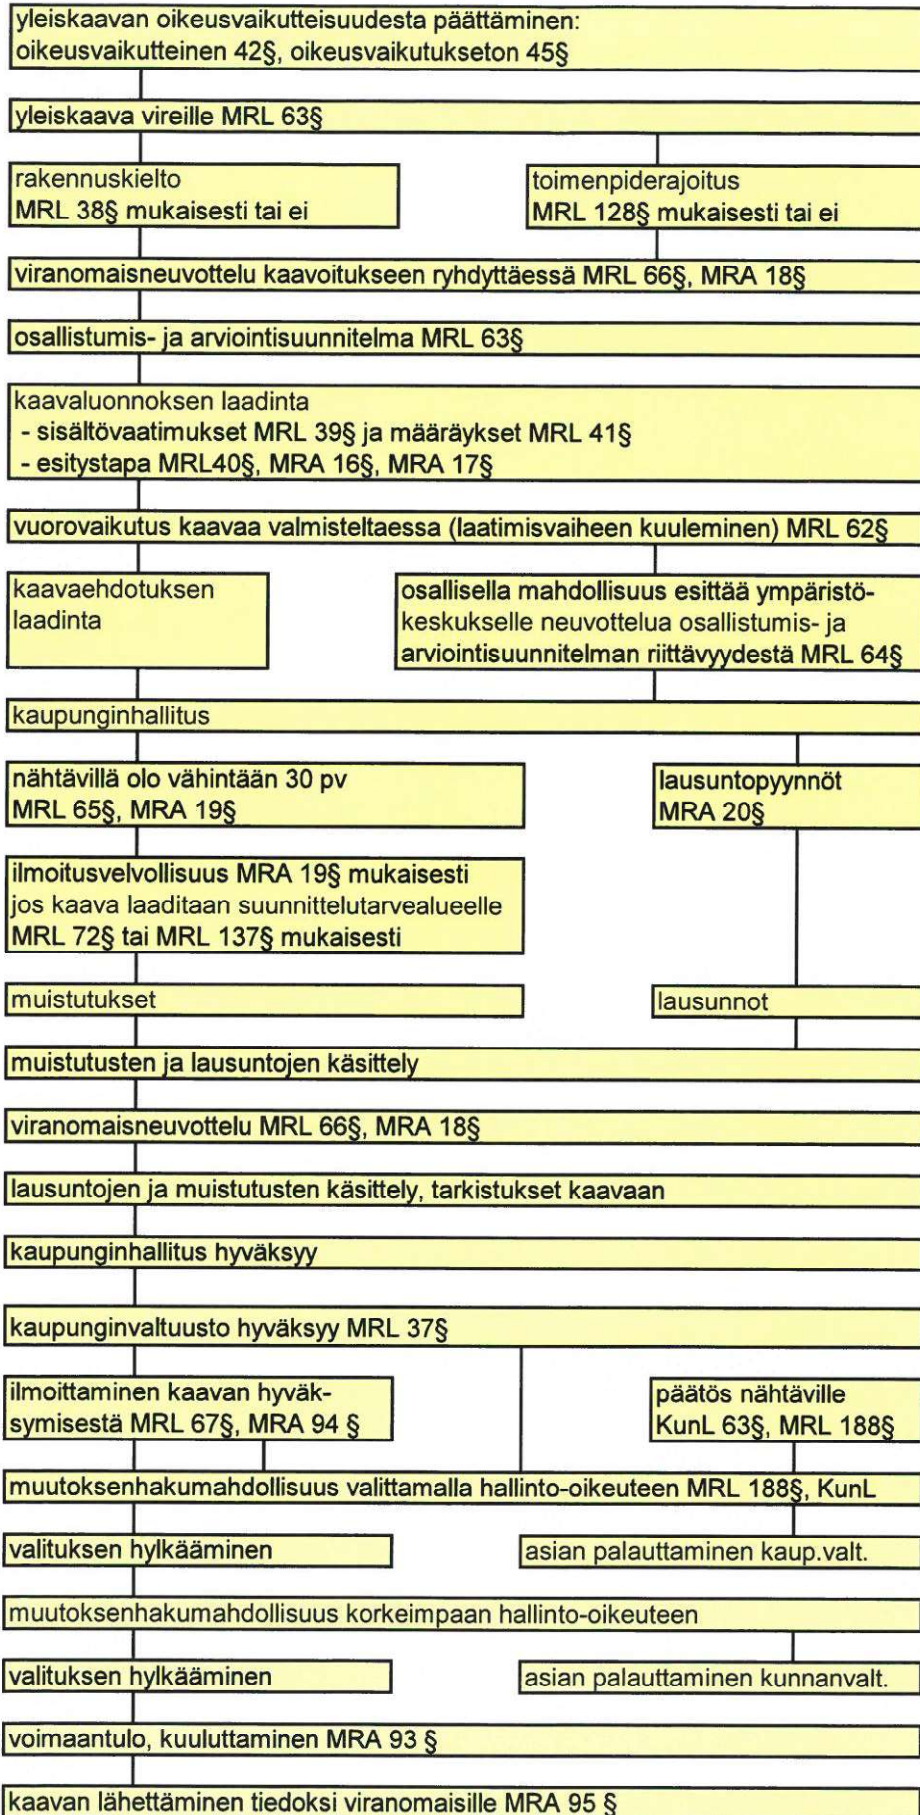 yleiskaavan oikeusvaikutteisuudesta päättäminen:
oikeusvaikutteinen 42§, oikeusvaikutukseton 45§
yleiskaava vireille MRL 63§
rakennuskielto
MRL 38§ mukaisesti tai ei
toimenpiderajoitus
MRL 128§ mukaisesti tai ei
viranomaisneuvottelu kaavoitukseen ryhdyttäessä MRL 66§, MRA 18§
osallistumis- ja arviointisuunnitelma MRL 63§
kaavaluonnoksen laadinta
- sisältövaatimukset MRL 39§ ja määräykset MRL 41§
- esitystapa MRL40§, MRA 16§, MRA 17§
vuorovaikutus kaavaa valmisteltaessa (laatimisvaiheen kuuleminen) MRL 62§
kaavaehdotuksen
laadinta
osallisella mahdollisuus esittää ympäristö-
keskukselle neuvottelua osallistumis- ja
arviointisuunnitelman riittävyydestä MRL 64§
kaupunginhallitus
nähtävillä olo vähintään 30 pv
MRL 65§, MRA 19§
lausuntopyynnöt
MRA 20§
ilmoitusvelvollisuus MRA 19§ mukaisesti
jos kaava laaditaan suunnittelutarvealueelle
MRL 72§ tai MRL 137§ mukaisesti
muistutukset
lausunnot
muistutusten ja lausuntojen käsittely
viranomaisneuvottelu MRL 66§, MRA 18§
lausuntojen ja muistutusten käsittely, tarkistukset kaavaan
kaupunginhallitus hyväksyy
kaupunginvaltuusto hyväksyy MRL 37§
ilmoittaminen kaavan hyväk-
symisestä MRL 67§, MRA 94 §
päätös nähtäville
KunL 63§, MRL 188§
muutoksenhakumahdollisuus valittamalla hallinto-oikeuteen MRL 188§, KunL
valituksen hylkääminen
asian palauttaminen kaup.valt.
muutoksenhakumahdollisuus korkeimpaan hallinto-oikeuteen
valituksen hylkääminen
asian palauttaminen kunnanvalt.
voimaantulo, kuuluttaminen MRA 93 §
kaavan lähettäminen tiedoksi viranomaisille MRA 95 §